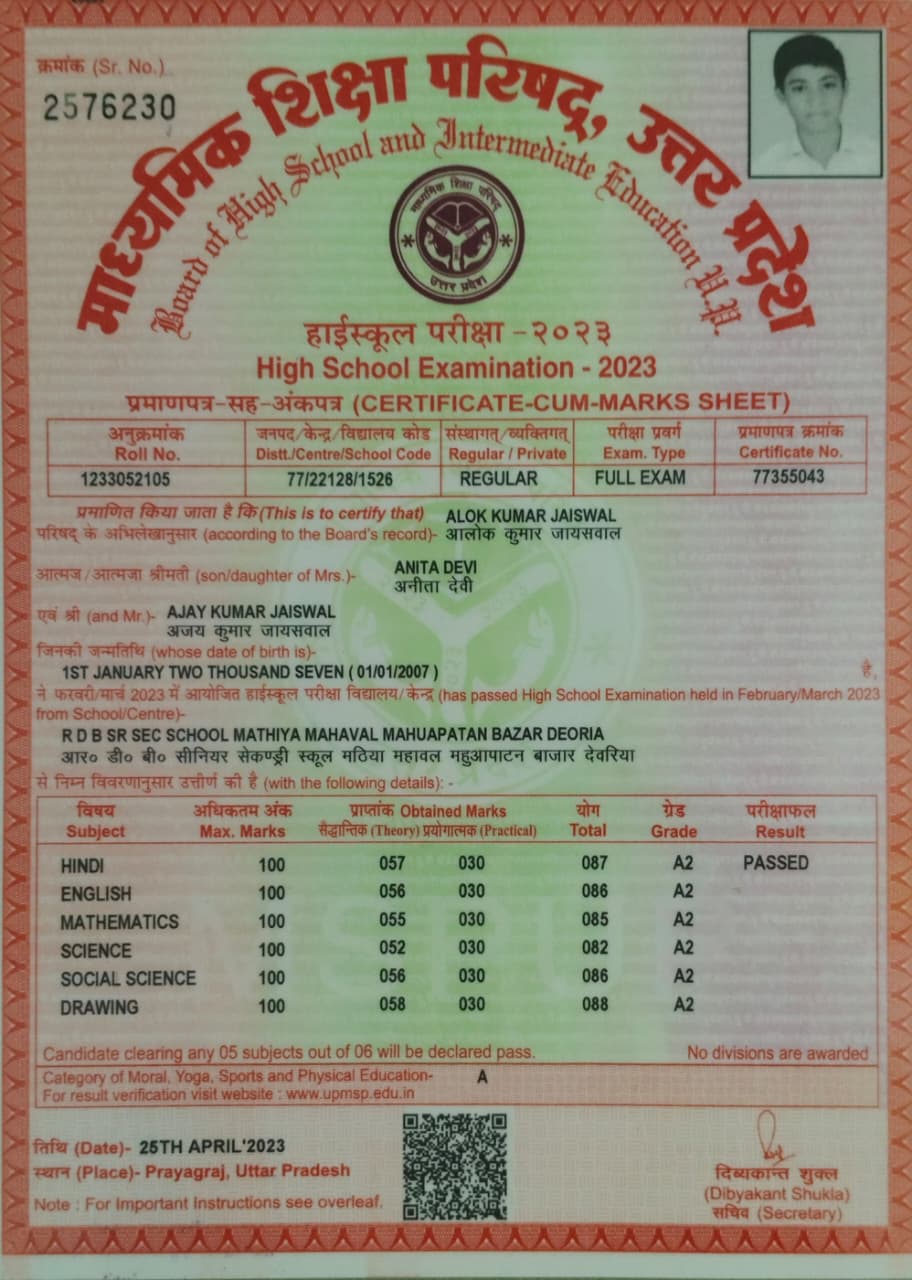 क्रमांक (Sr. No.)
2576230
माध्यमिक शिक्षा परिषद्, उत्तर प्रदेश
Board of High School and Intermediate Education U.P.
माध्यमिक शिक्षा परिषद्
उत्तर प्रदेश
हाईस्कूल परीक्षा -२०२३
High School Examination - 2023
प्रमाणपत्र-सह-अंकपत्र (CERTIFICATE-CUM-MARKS SHEET)
अनुक्रमांक जनपद/केन्द्र/विद्यालय कोड संस्थागत्/व्यक्तिगत् परीक्षा प्रवर्ग प्रमाणपत्र क्रमांक
Roll No. Distt./Centre/School Code Regular / Private Exam. Type Certificate No.
1233052105 77/22128/1526 REGULAR FULL EXAM 77355043
प्रमाणित किया जाता है कि (This is to certify that) ALOK KUMAR JAISWAL
परिषद् के अभिलेखानुसार (according to the Board's record)- आलोक कुमार जायसवाल
आत्मज/आत्मजा श्रीमती (son/daughter of Mrs.)- ANITA DEVI
अनीता देवी
एवं श्री (and Mr.)- AJAY KUMAR JAISWAL
अजय कुमार जायसवाल
जिनकी जन्मतिथि (whose date of birth is)-
1ST JANUARY TWO THOUSAND SEVEN ( 01/01/2007 ) है,
ने फरवरी/मार्च 2023 में आयोजित हाईस्कूल परीक्षा विद्यालय/केन्द्र (has passed High School Examination held in February/March 2023
from School/Centre)-
R D B SR SEC SCHOOL MATHIYA MAHAVAL MAHUAPATAN BAZAR DEORIA
आर० डी० बी० सीनियर सेकण्ड्री स्कूल मठिया महावल महुआपाटन बाजार देवरिया
से निम्न विवरणानुसार उत्तीर्ण की है (with the following details): -
विषय अधिकतम अंक प्राप्तांक Obtained Marks योग ग्रेड परीक्षाफल
Subject Max. Marks सैद्धान्तिक (Theory) प्रयोगात्मक (Practical) Total Grade Result
HINDI 100 057 030 087 A2 PASSED
ENGLISH 100 056 030 086 A2
MATHEMATICS 100 055 030 085 A2
SCIENCE 100 052 030 082 A2
SOCIAL SCIENCE 100 056 030 086 A2
DRAWING 100 058 030 088 A2
Candidate clearing any 05 subjects out of 06 will be declared pass. No divisions are awarded
Category of Moral, Yoga, Sports and Physical Education- A
For result verification visit website : www.upmsp.edu.in
तिथि (Date)- 25TH APRIL'2023
स्थान (Place)- Prayagraj, Uttar Pradesh
Note : For Important Instructions see overleaf.
दिव्यकान्त शुक्ल
(Dibyakant Shukla)
सचिव (Secretary)